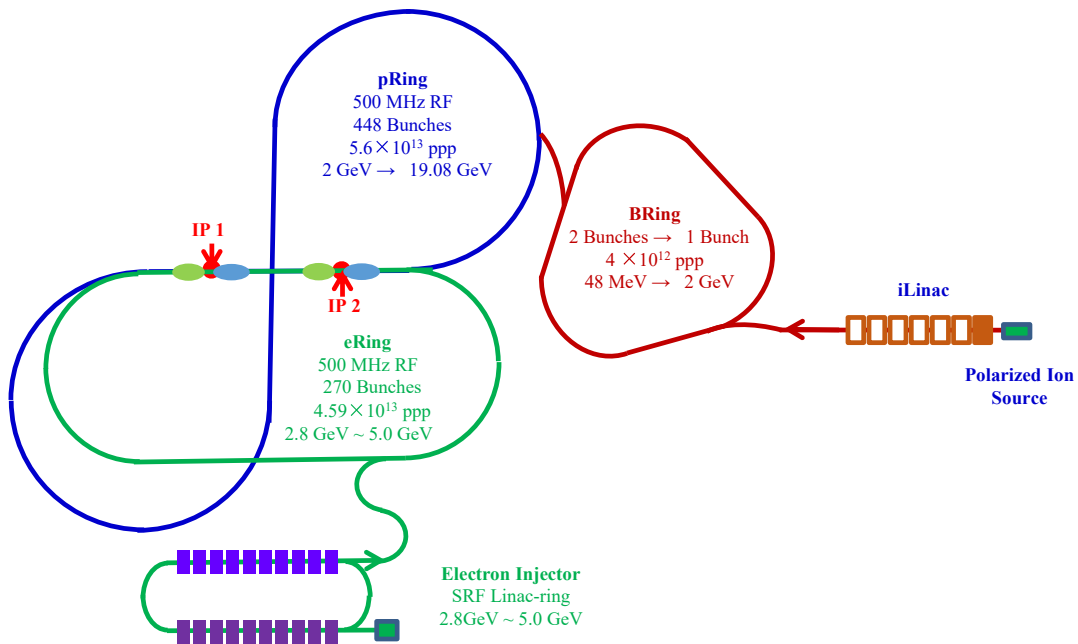 pRing
500 MHz RF
448 Bunches
5.6×10¹³ ppp
2 GeV → 19.08 GeV
IP 1
IP 2
BRing
2 Bunches → 1 Bunch
4 ×10¹² ppp
48 MeV → 2 GeV
iLinac
Polarized Ion
Source
eRing
500 MHz RF
270 Bunches
4.59×10¹³ ppp
2.8 GeV ~ 5.0 GeV
Electron Injector
SRF Linac-ring
2.8GeV ~ 5.0 GeV